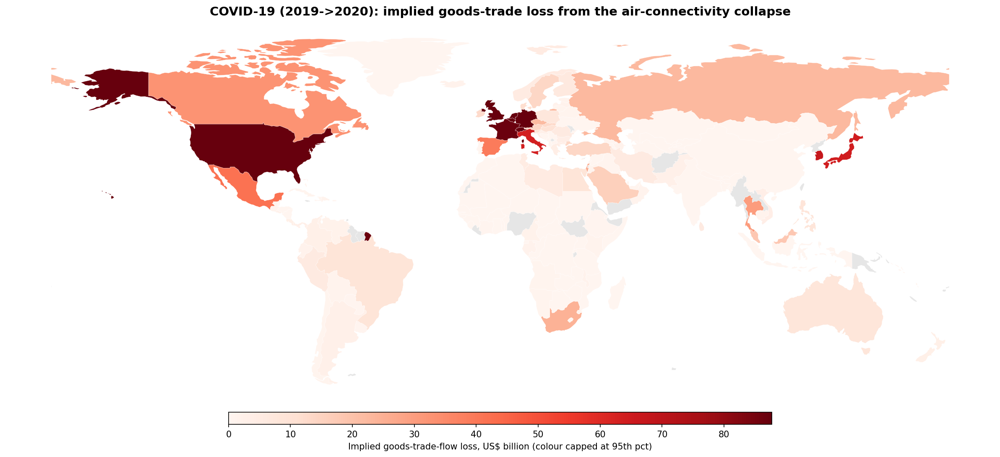 COVID-19 (2019->2020): implied goods-trade loss from the air-connectivity collapse
0 10 20 30 40 50 60 70 80
Implied goods-trade-flow loss, US$ billion (colour capped at 95th pct)